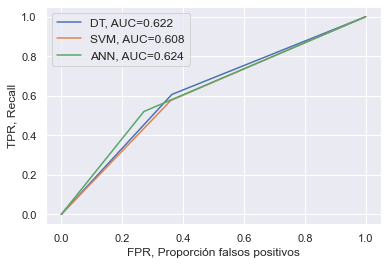 DT, AUC=0.622
SVM, AUC=0.608
ANN, AUC=0.624
TPR, Recall
1.0
0.8
0.6
0.4
0.2
0.0
0.0 0.2 0.4 0.6 0.8 1.0
FPR, Proporción falsos positivos